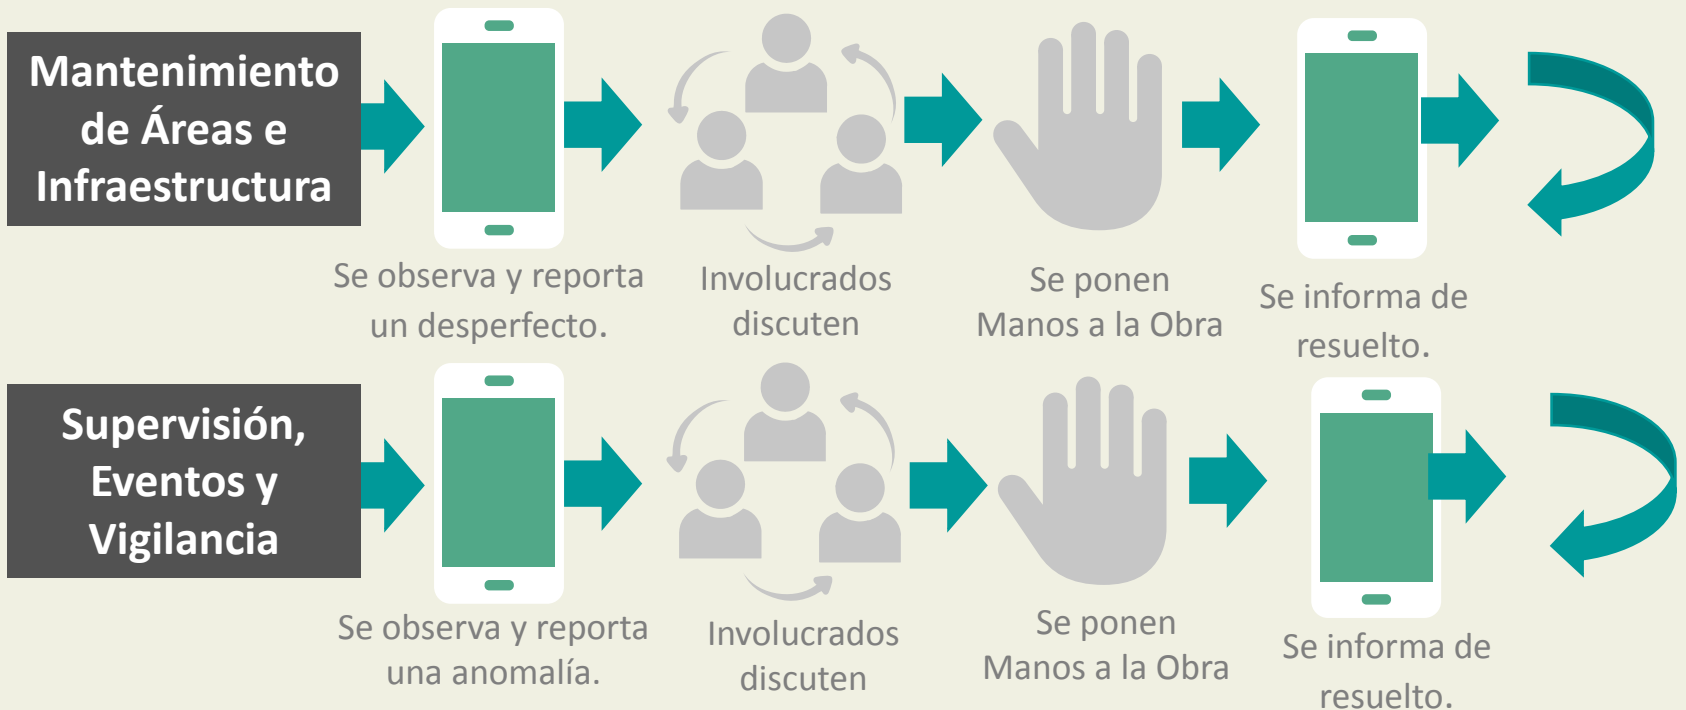 Mantenimiento
de Áreas e
Infraestructura
Se observa y reporta
un desperfecto.
Involucrados
discuten
Se ponen
Manos a la Obra
Se informa de
resuelto.
Supervisión,
Eventos y
Vigilancia
Se observa y reporta
una anomalía.
Involucrados
discuten
Se ponen
Manos a la Obra
Se informa de
resuelto.